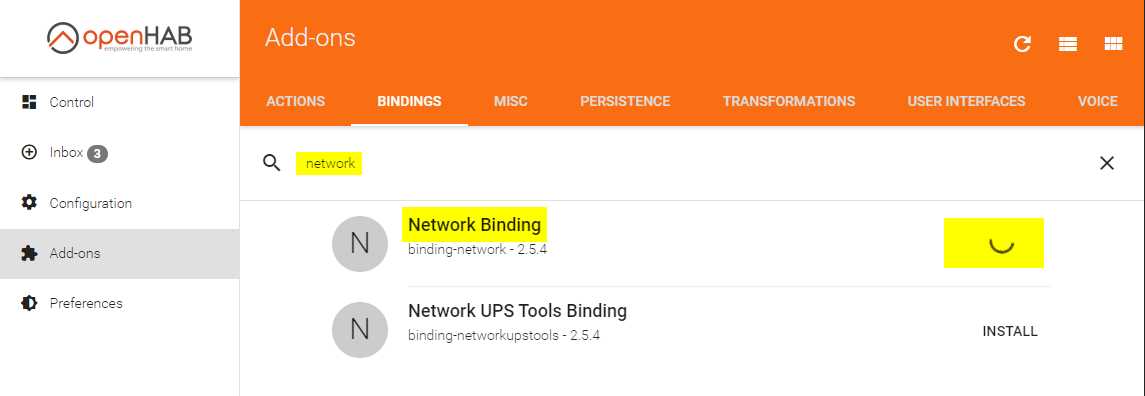 openHAB
empowering the smart home
Add-ons
ACTIONS BINDINGS MISC PERSISTENCE TRANSFORMATIONS USER INTERFACES VOICE
Control
Inbox 3
Configuration
Add-ons
Preferences
network
N
Network Binding
binding-network - 2.5.4
N
Network UPS Tools Binding
binding-networkupstools - 2.5.4
INSTALL